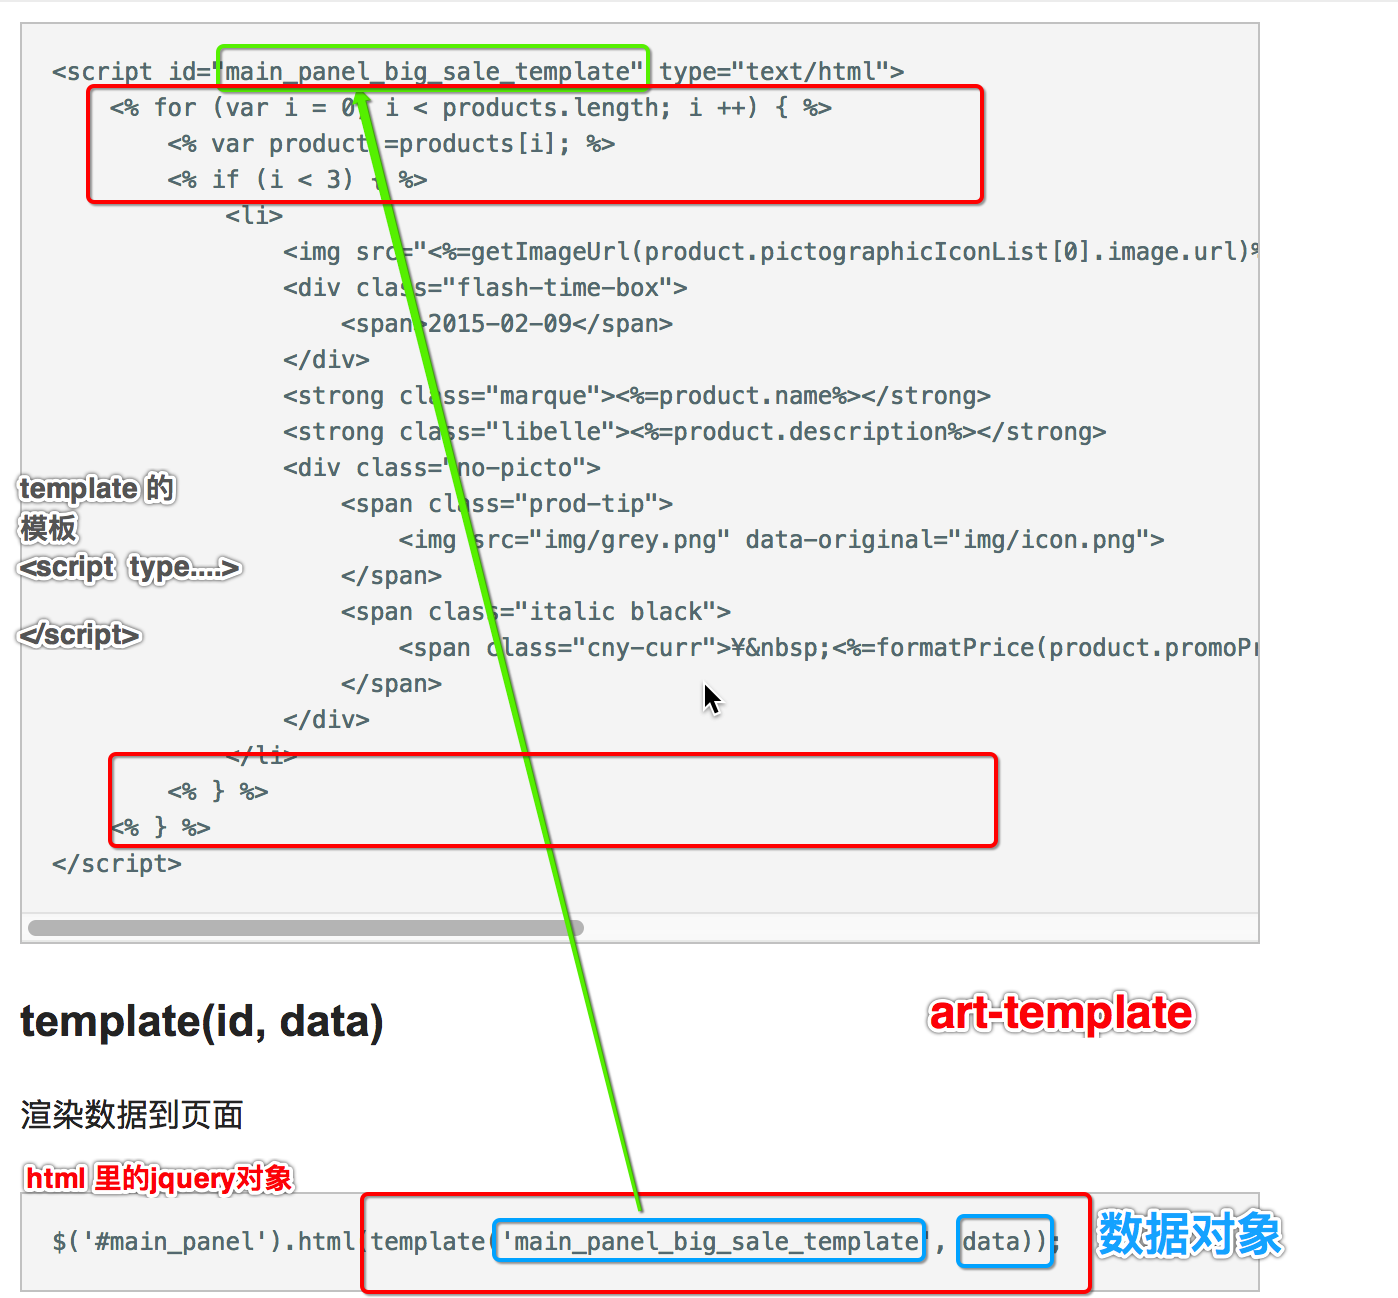 <script id="main_panel_big_sale_template" type="text/html">
<% for (var i = 0; i < products.length; i ++) { %>
<% var product =products[i]; %>
<% if (i < 3) { %>
<li>
<img src="<%=getImageUrl(product.pictographicIconList[0].image.url)%
<div class="flash-time-box">
<span>2015-02-09</span>
</div>
<strong class="marque"><%=product.name%></strong>
<strong class="libelle"><%=product.description%></strong>
<div class="no-picto">
template 的
<span class="prod-tip">
模板
<img src="img/grey.png" data-original="img/icon.png">
<script type....>
</span>
<span class="italic black">
</script>
<span class="cny-curr">¥&nbsp;<%=formatPrice(product.promoPr
</span>
</div>
</li>
<% } %>
<% } %>
</script>
template(id, data)
art-template
渲染数据到页面
html 里的jquery对象
$('#main_panel').html(template('main_panel_big_sale_template', data));
数据对象